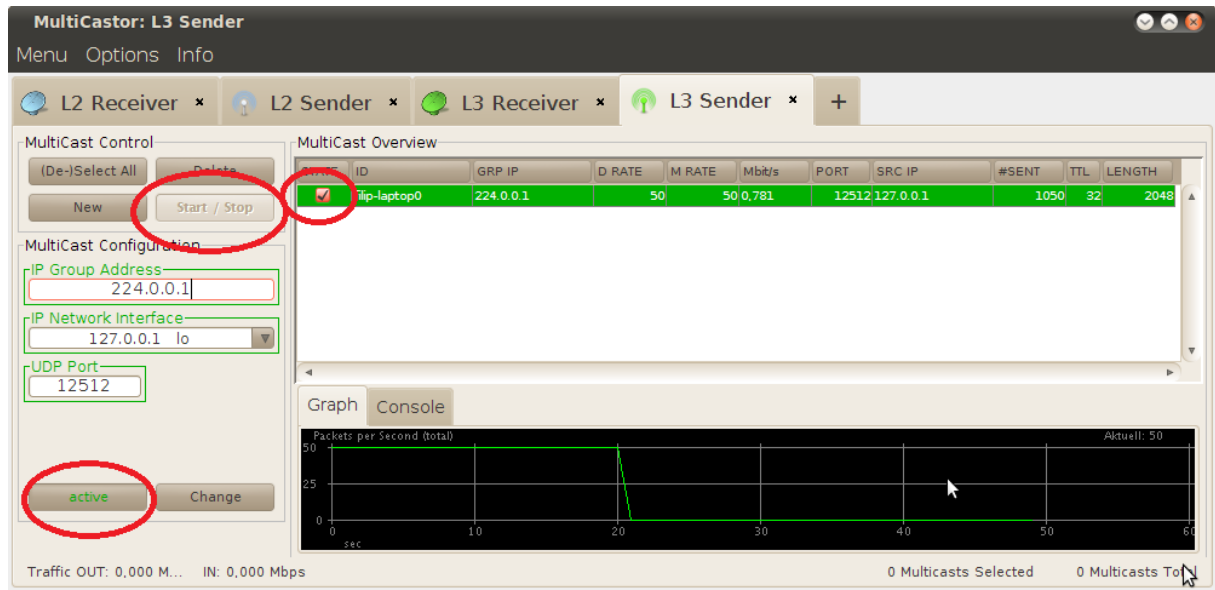 MultiCastor: L3 Sender
Menu Options Info
L2 Receiver L2 Sender L3 Receiver L3 Sender +
MultiCast Control
(De-)Select All Delete
New Start / Stop
MultiCast Configuration
IP Group Address
224.0.0.1
IP Network Interface
127.0.0.1 lo
UDP Port
12512
active Change
MultiCast Overview
STATE ID GRP IP D RATE M RATE Mbit/s PORT SRC IP #SENT TTL LENGTH
filip-laptop0 224.0.0.1 50 50 0,781 12512 127.0.0.1 1050 32 2048
Graph Console
Packets per Second (total) Aktuell: 50
50
25
0
0 10 20 30 40 50 60
sec
Traffic OUT: 0,000 M... IN: 0,000 Mbps 0 Multicasts Selected 0 Multicasts Total